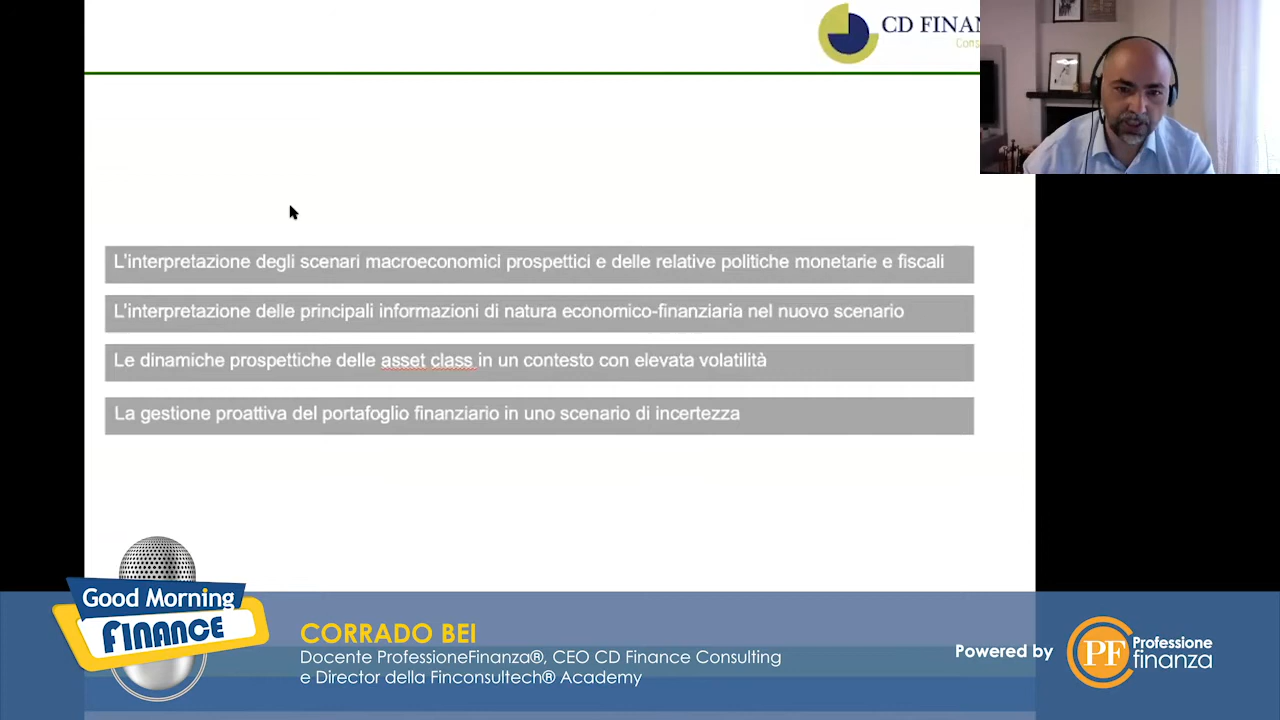 CD FINAN
Cons
L'interpretazione degli scenari macroeconomici prospettici e delle relative politiche monetarie e fiscali
L'interpretazione delle principali informazioni di natura economico-finanziaria nel nuovo scenario
Le dinamiche prospettiche delle asset class in un contesto con elevata volatilità
La gestione proattiva del portafoglio finanziario in uno scenario di incertezza
Good Morning
FINANCE
CORRADO BEI
Docente ProfessioneFinanza®, CEO CD Finance Consulting
e Director della Finconsultech® Academy
Powered by
PF
Professione
finanza